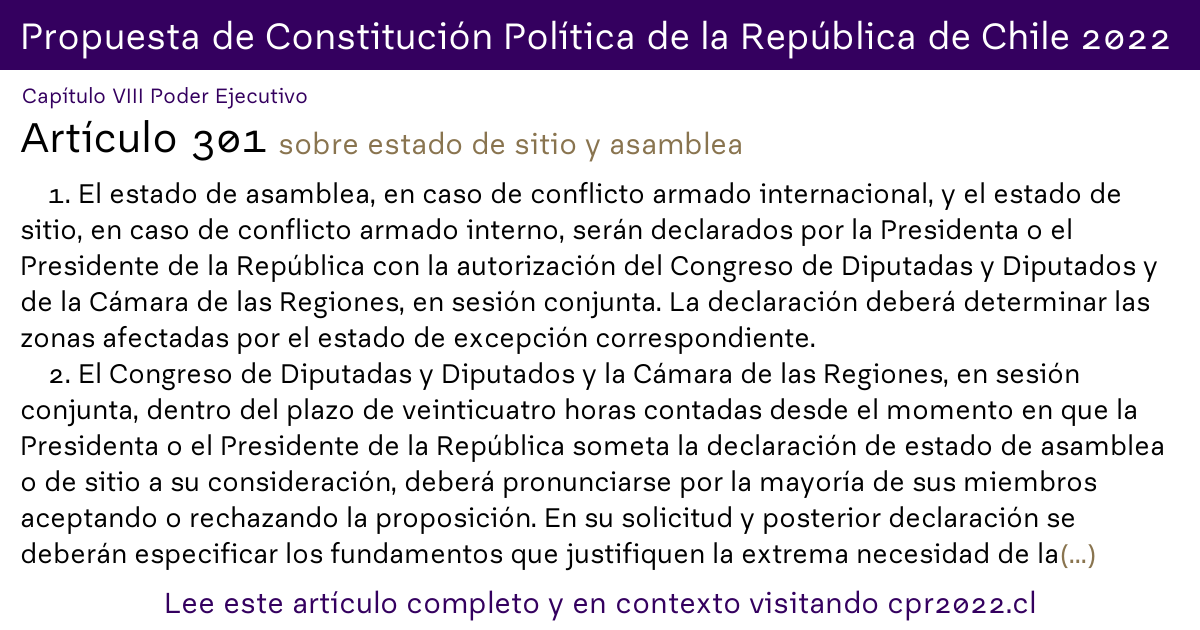 Propuesta de Constitución Política de la República de Chile 2022
Capítulo VIII Poder Ejecutivo
Artículo 301 sobre estado de sitio y asamblea
1. El estado de asamblea, en caso de conflicto armado internacional, y el estado de
sitio, en caso de conflicto armado interno, serán declarados por la Presidenta o el
Presidente de la República con la autorización del Congreso de Diputadas y Diputados y
de la Cámara de las Regiones, en sesión conjunta. La declaración deberá determinar las
zonas afectadas por el estado de excepción correspondiente.
2. El Congreso de Diputadas y Diputados y la Cámara de las Regiones, en sesión
conjunta, dentro del plazo de veinticuatro horas contadas desde el momento en que la
Presidenta o el Presidente de la República someta la declaración de estado de asamblea
o de sitio a su consideración, deberá pronunciarse por la mayoría de sus miembros
aceptando o rechazando la proposición. En su solicitud y posterior declaración se
deberán especificar los fundamentos que justifiquen la extrema necesidad de la(...)
Lee este artículo completo y en contexto visitando cpr2022.cl